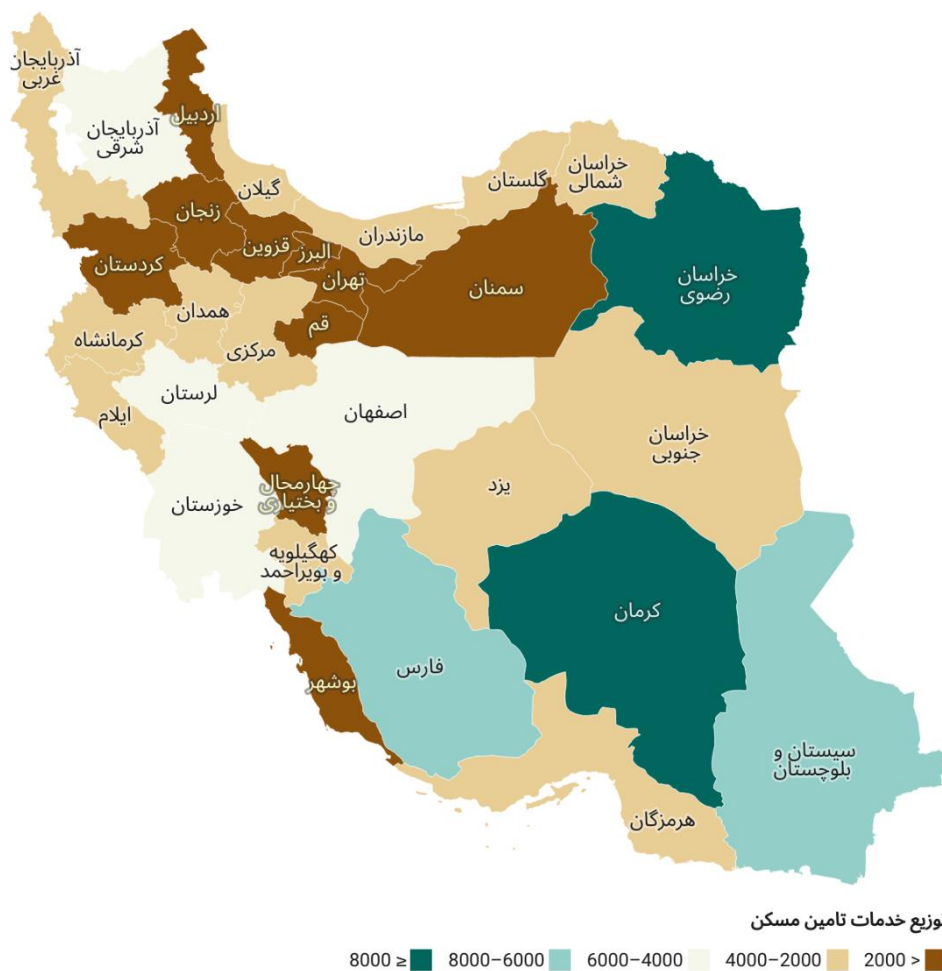 آذربایجان
غربی
آذربایجان
شرقی
اردبیل
گیلان
زنجان
قزوین
البرز
تهران
مازندران
گلستان
خراسان
شمالی
خراسان
رضوی
سمنان
کردستان
همدان
قم
مرکزی
کرمانشاه
لرستان
اصفهان
ایلام
خراسان
جنوبی
چهارمحال
و بختیاری
یزد
خوزستان
کهگیلویه
و بویراحمد
کرمان
فارس
بوشهر
سیستان و
بلوچستان
هرمزگان
توزیع خدمات تامین مسکن
2000 >
4000–2000
6000–4000
8000–6000
8000 ≤